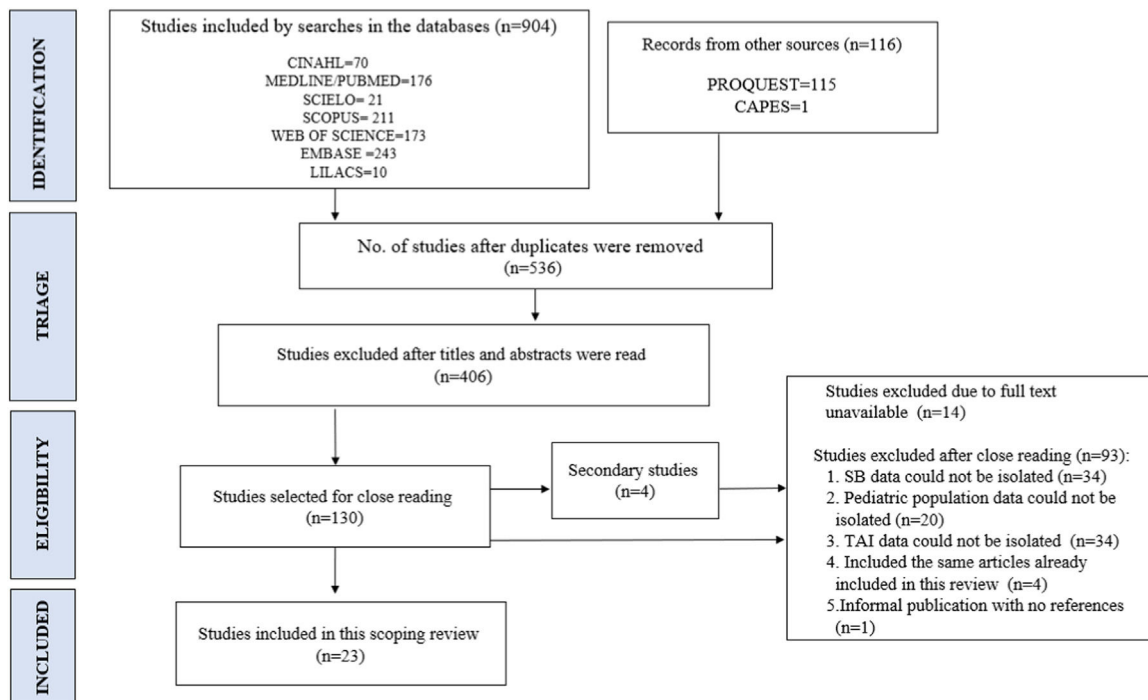 IDENTIFICATION
Studies included by searches in the databases (n=904)
CINAHL=70
MEDLINE/PUBMED=176
SCIELO= 21
SCOPUS= 211
WEB OF SCIENCE=173
EMBASE =243
LILACS=10
Records from other sources (n=116)
PROQUEST=115
CAPES=1
TRIAGE
No. of studies after duplicates were removed
(n=536)
Studies excluded after titles and abstracts were read
(n=406)
ELIGIBILITY
Studies selected for close reading
(n=130)
Secondary studies
(n=4)
Studies excluded due to full text
unavailable (n=14)
Studies excluded after close reading (n=93):
1. SB data could not be isolated (n=34)
2. Pediatric population data could not be
isolated (n=20)
3. TAI data could not be isolated (n=34)
4. Included the same articles already
included in this review (n=4)
5.Informal publication with no references
(n=1)
INCLUDED
Studies included in this scoping review
(n=23)